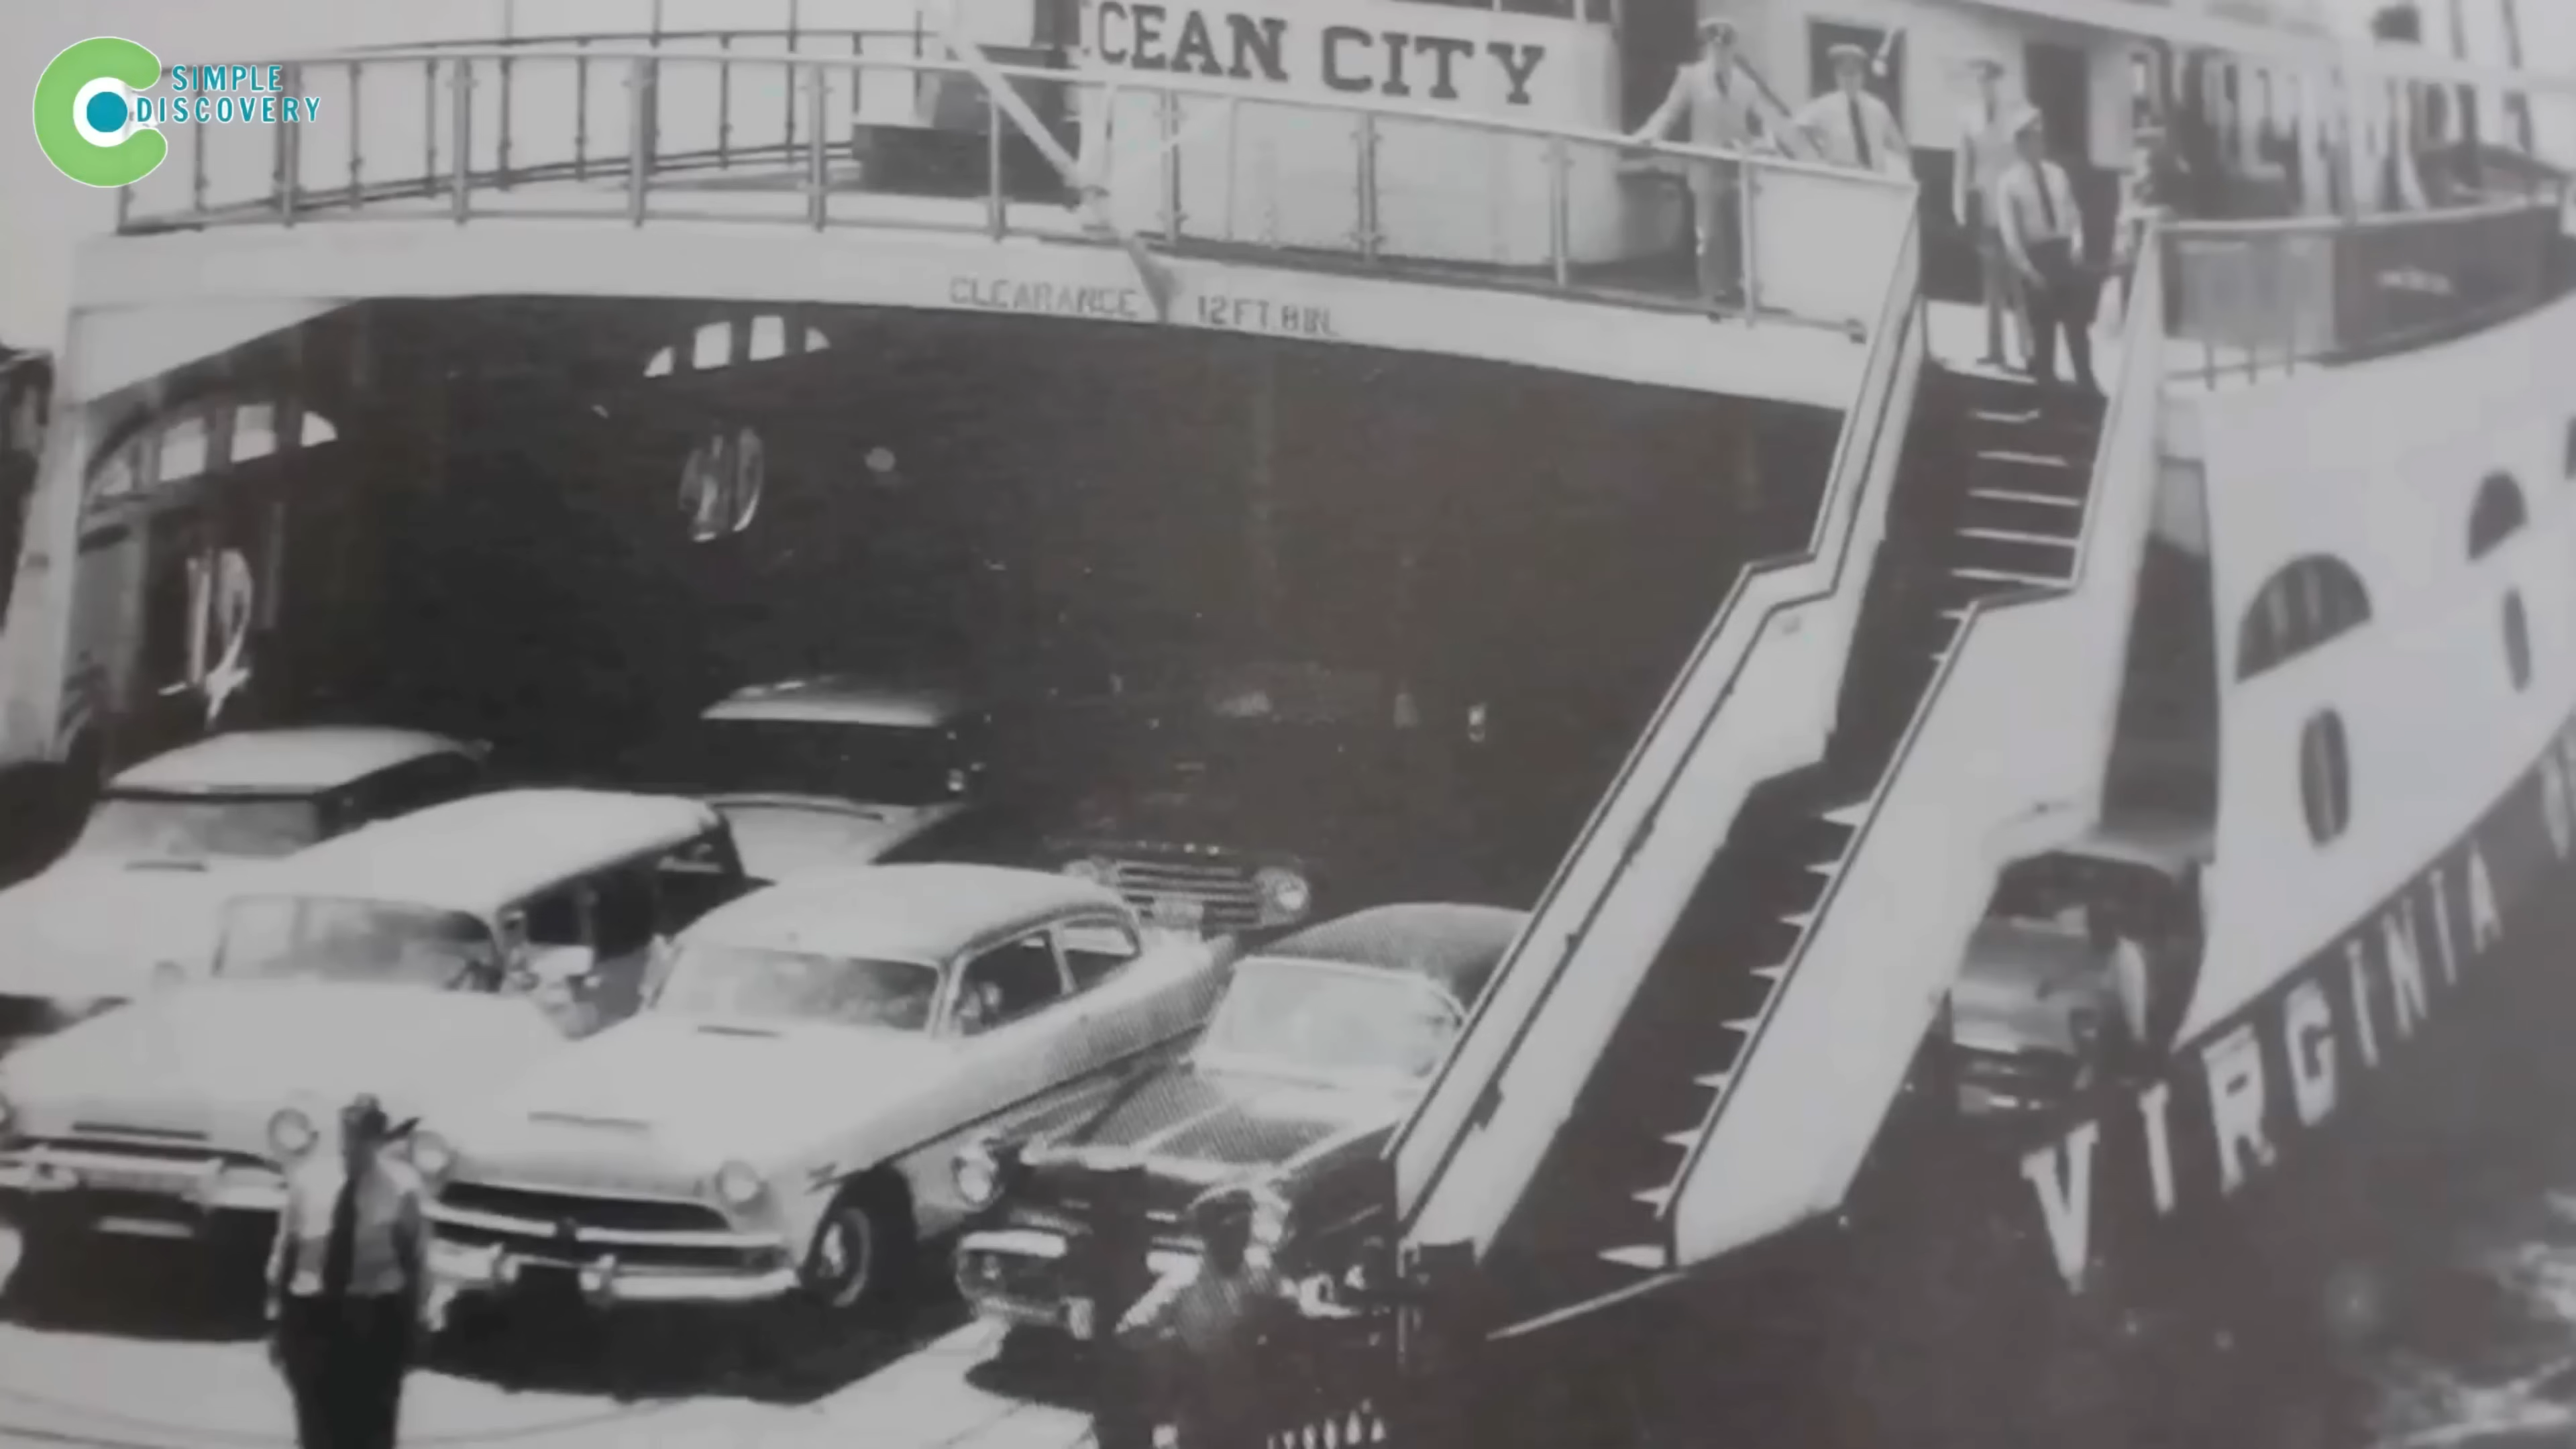 SIMPLE
DISCOVERY
CEAN CITY
CLEARANCE 12 FT. 8 IN.
VIRGINIA